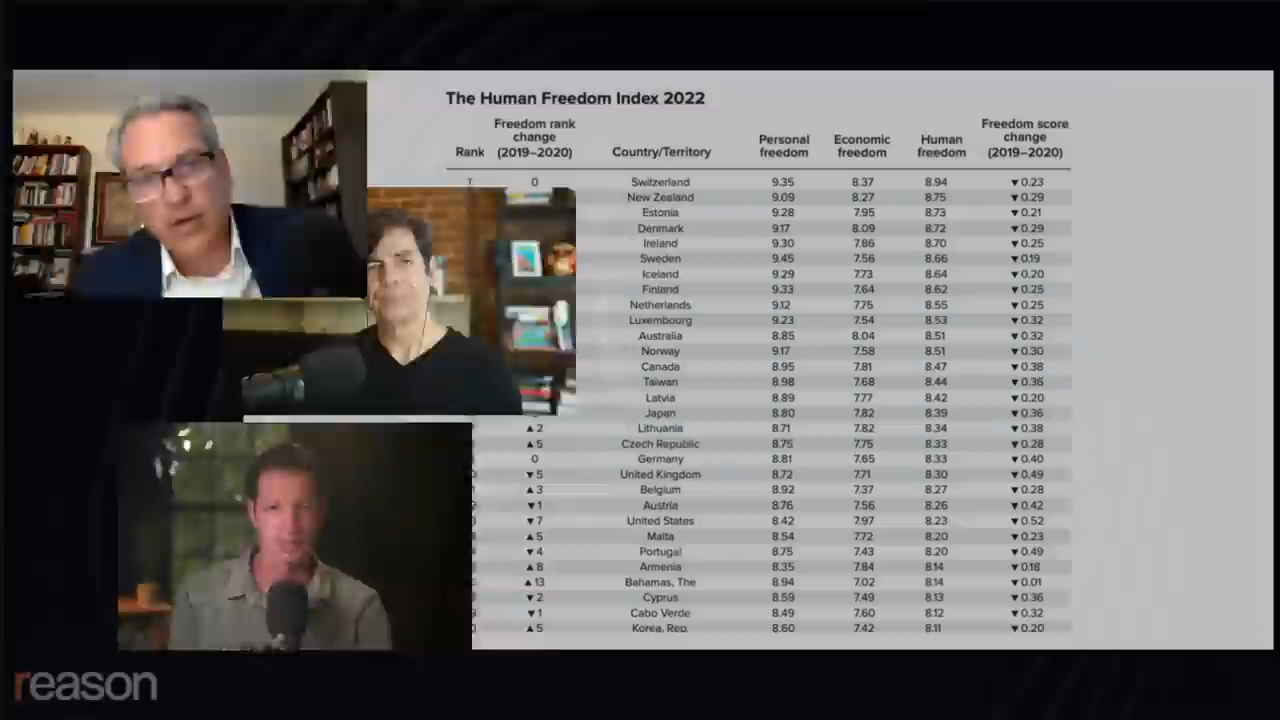 The Human Freedom Index 2022
Rank Freedom rank change (2019–2020) Country/Territory Personal freedom Economic freedom Human freedom Freedom score change (2019–2020)
0 Switzerland 9.35 8.37 8.94 ▼0.23
New Zealand 9.09 8.27 8.75 ▼0.29
Estonia 9.28 7.95 8.73 ▼0.21
Denmark 9.17 8.09 8.72 ▼0.29
Ireland 9.30 7.86 8.70 ▼0.25
Sweden 9.45 7.56 8.66 ▼0.19
Iceland 9.29 7.73 8.64 ▼0.20
Finland 9.33 7.64 8.62 ▼0.25
Netherlands 9.12 7.75 8.55 ▼0.25
Luxembourg 9.23 7.54 8.53 ▼0.32
Australia 8.85 8.04 8.51 ▼0.32
Norway 9.17 7.58 8.51 ▼0.30
Canada 8.95 7.81 8.47 ▼0.38
Taiwan 8.98 7.68 8.44 ▼0.36
Latvia 8.89 7.77 8.42 ▼0.20
Japan 8.80 7.82 8.39 ▼0.36
▲2 Lithuania 8.71 7.82 8.34 ▼0.38
▲5 Czech Republic 8.75 7.75 8.33 ▼0.28
0 Germany 8.81 7.65 8.33 ▼0.40
▼5 United Kingdom 8.72 7.71 8.30 ▼0.49
▲3 Belgium 8.92 7.37 8.27 ▼0.28
▼1 Austria 8.76 7.56 8.26 ▼0.42
▼7 United States 8.42 7.97 8.23 ▼0.52
▲5 Malta 8.54 7.72 8.20 ▼0.23
▼4 Portugal 8.75 7.43 8.20 ▼0.49
▲8 Armenia 8.35 7.84 8.14 ▼0.18
▲13 Bahamas, The 8.94 7.02 8.14 ▼0.01
▼2 Cyprus 8.59 7.49 8.13 ▼0.36
▼1 Cabo Verde 8.49 7.60 8.12 ▼0.32
▲5 Korea, Rep. 8.60 7.42 8.11 ▼0.20
reason